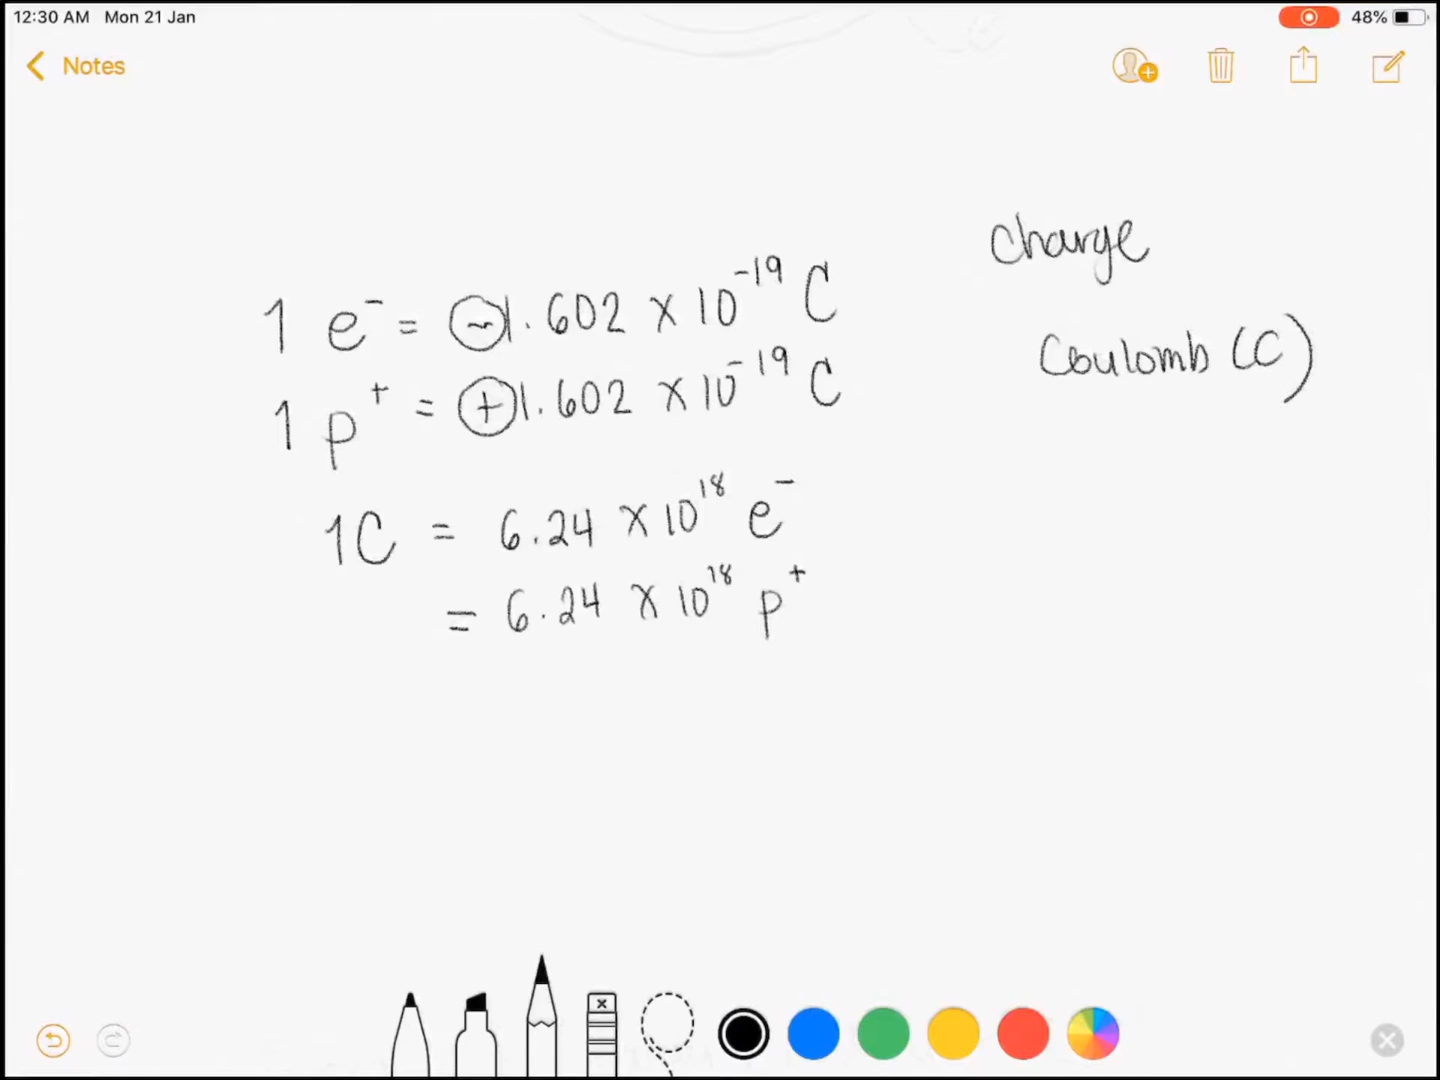 12:30 AM Mon 21 Jan 48%
Notes
charge
1 e⁻ = -1.602 × 10⁻¹⁹ C
Coulomb (C)
1 p⁺ = +1.602 × 10⁻¹⁹ C
1C = 6.24 × 10¹⁸ e⁻
= 6.24 × 10¹⁸ p⁺